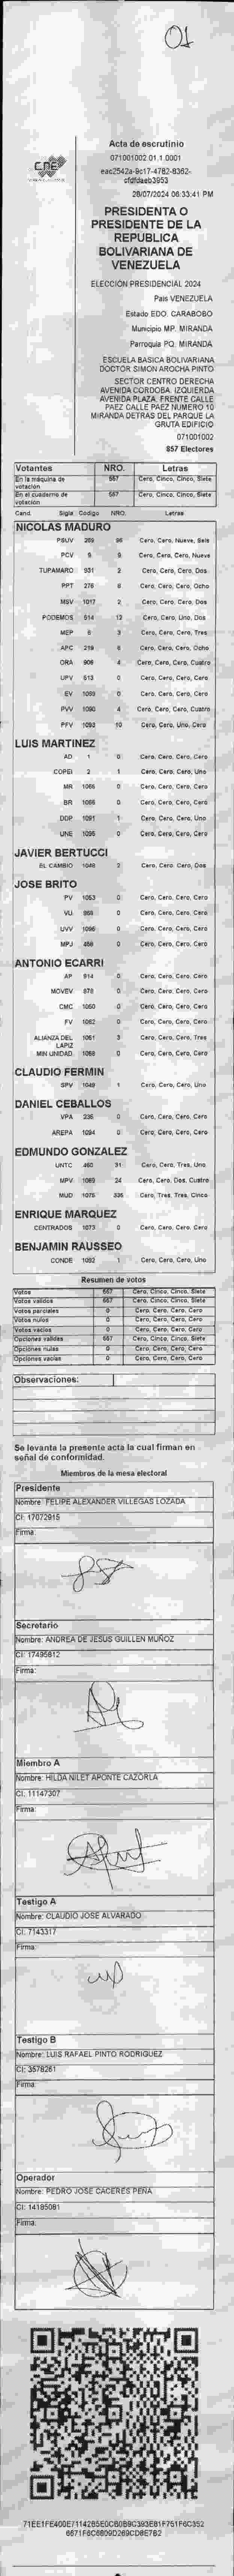 01
CNE
Acta de escrutinio
071001002.01.1.0001
eac2542a-9c17-4782-8362-
cfdfdaeb3953
28/07/2024 06:33:41 PM
PRESIDENTA O
PRESIDENTE DE LA
REPÚBLICA
BOLIVARIANA DE
VENEZUELA
ELECCIÓN PRESIDENCIAL 2024
País VENEZUELA
Estado EDO. CARABOBO
Municipio MP. MIRANDA
Parroquia PQ. MIRANDA
ESCUELA BASICA BOLIVARIANA
DOCTOR SIMON AROCHA PINTO
SECTOR CENTRO DERECHA
AVENIDA CORDOBA. IZQUIERDA
AVENIDA PLAZA. FRENTE CALLE
PAEZ CALLE PAEZ NUMERO 10
MIRANDA DETRAS DEL PARQUE LA
GRUTA EDIFICIO
071001002
857 Electores
Votantes NRO. Letras
En la máquina de votación 557 Cero, Cinco, Cinco, Siete
En el cuaderno de votación 557 Cero, Cinco, Cinco, Siete
Cand. Sigla Codigo NRO. Letras
NICOLAS MADURO
PSUV 269 96 Cero, Cero, Nueve, Seis
PCV 5 9 Cero, Cero, Cero, Nueve
TUPAMARO 931 2 Cero, Cero, Cero, Dos
PPT 276 8 Cero, Cero, Cero, Ocho
MSV 1017 2 Cero, Cero, Cero, Dos
PODEMOS 514 12 Cero, Cero, Uno, Dos
MEP 6 3 Cero, Cero, Cero, Tres
APC 219 8 Cero, Cero, Cero, Ocho
ORA 906 4 Cero, Cero, Cero, Cuatro
UPV 613 0 Cero, Cero, Cero, Cero
EV 1089 0 Cero, Cero, Cero, Cero
PVV 1090 4 Cero, Cero, Cero, Cuatro
PFV 1093 10 Cero, Cero, Uno, Cero
LUIS MARTINEZ
AD 1 0 Cero, Cero, Cero, Cero
COPEI 2 1 Cero, Cero, Cero, Uno
MR 1066 0 Cero, Cero, Cero, Cero
BR 0 Cero, Cero, Cero, Cero
DDP 1091 1 Cero, Cero, Cero, Uno
UNE 1095 0 Cero, Cero, Cero, Cero
JAVIER BERTUCCI
EL CAMBIO 1048 2 Cero, Cero, Cero, Dos
JOSE BRITO
PV 1053 0 Cero, Cero, Cero, Cero
VU 868 0 Cero, Cero, Cero, Cero
UVV 1096 0 Cero, Cero, Cero, Cero
MPJ 458 0 Cero, Cero, Cero, Cero
ANTONIO ECARRI
AP 914 0 Cero, Cero, Cero, Cero
MOVEV 878 0 Cero, Cero, Cero, Cero
CMC 1050 0 Cero, Cero, Cero, Cero
FV 1062 0 Cero, Cero, Cero, Cero
ALIANZA DEL LAPIZ 1051 3 Cero, Cero, Cero, Tres
MIN UNIDAD 1068 0 Cero, Cero, Cero, Cero
CLAUDIO FERMIN
SPV 1049 1 Cero, Cero, Cero, Uno
DANIEL CEBALLOS
VPA 235 0 Cero, Cero, Cero, Cero
AREPA 1094 0 Cero, Cero, Cero, Cero
EDMUNDO GONZALEZ
UNTC 460 31 Cero, Cero, Tres, Uno
MPV 1069 24 Cero, Cero, Dos, Cuatro
MUD 1075 335 Cero, Tres, Tres, Cinco
ENRIQUE MARQUEZ
CENTRADOS 1073 0 Cero, Cero, Cero, Cero
BENJAMIN RAUSSEO
CONDE 1092 1 Cero, Cero, Cero, Uno
Resumen de votos
Votos 557 Cero, Cinco, Cinco, Siete
Votos válidos 557 Cero, Cinco, Cinco, Siete
Votos parciales 0 Cero, Cero, Cero, Cero
Votos nulos 0 Cero, Cero, Cero, Cero
Votos vacíos 0 Cero, Cero, Cero, Cero
Opciones válidas 557 Cero, Cinco, Cinco, Siete
Opciones nulas 0 Cero, Cero, Cero, Cero
Opciones vacías 0 Cero, Cero, Cero, Cero
Observaciones:
Se levanta la presente acta la cual firman en
señal de conformidad.
Miembros de la mesa electoral
Presidente
Nombre: FELIPE ALEXANDER VILLEGAS LOZADA
CI: 17072915
Firma:
Secretario
Nombre: ANDREA DE JESUS GUILLEN MUÑOZ
CI: 17495812
Firma:
Miembro A
Nombre: HILDA NILET APONTE CAZORLA
CI: 11147307
Firma:
Testigo A
Nombre: CLAUDIO JOSE ALVARADO
CI: 7143317
Firma:
Testigo B
Nombre: LUIS RAFAEL PINTO RODRIGUEZ
CI: 3578261
Firma:
Operador
Nombre: PEDRO JOSE CACERES PEÑA
CI: 14185081
Firma: